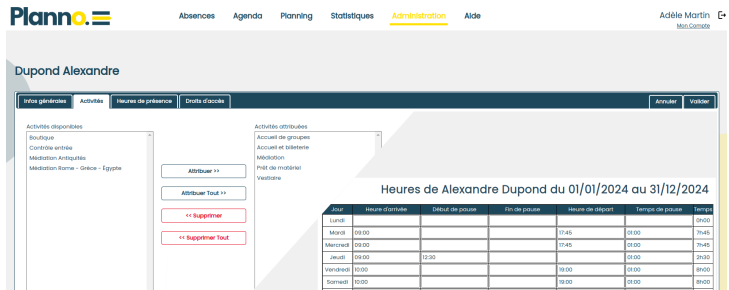 Planno.
Absences Agenda Planning Statistiques Administration Aide
Adèle Martin
Mon Compte
Dupond Alexandre
Infos générales Activités Heures de présence Droits d'accès Annuler Valider
Activités disponibles
Boutique
Contrôle entrée
Médiation Antiquités
Médiation Rome - Grèce - Égypte
Attribuer >>
Attribuer Tout >>
<< Supprimer
<< Supprimer Tout
Activités attribuées
Accueil de groupes
Accueil et billeterie
Médiation
Prêt de matérier
Vestiaire
Heures de Alexandre Dupond du 01/01/2024 au 31/12/2024
Jour Heure d'arrivée Début de pause Fin de pause Heure de départ Temps de pause Temps
Lundi 0h00
Mardi 09:00 17:45 01:00 7h45
Mercredi 09:00 17:45 01:00 7h45
Jeudi 09:00 12:30 01:00 2h30
Vendredi 10:00 19:00 01:00 8h00
Samedi 10:00 19:00 01:00 8h00